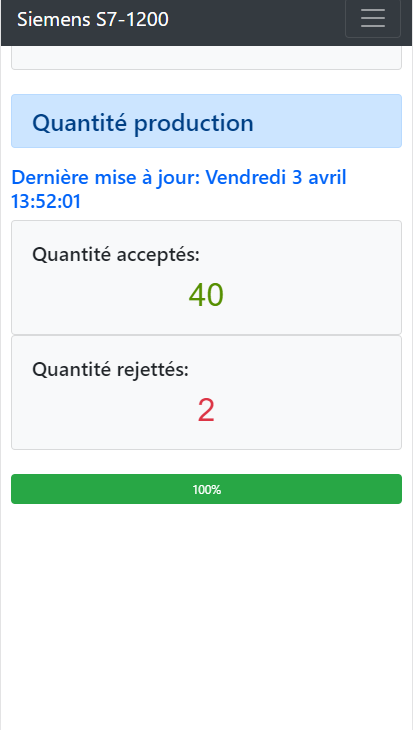 Siemens S7-1200
Quantité production
Dernière mise à jour: Vendredi 3 avril
13:52:01
Quantité acceptés:
40
Quantité rejettés:
2
100%